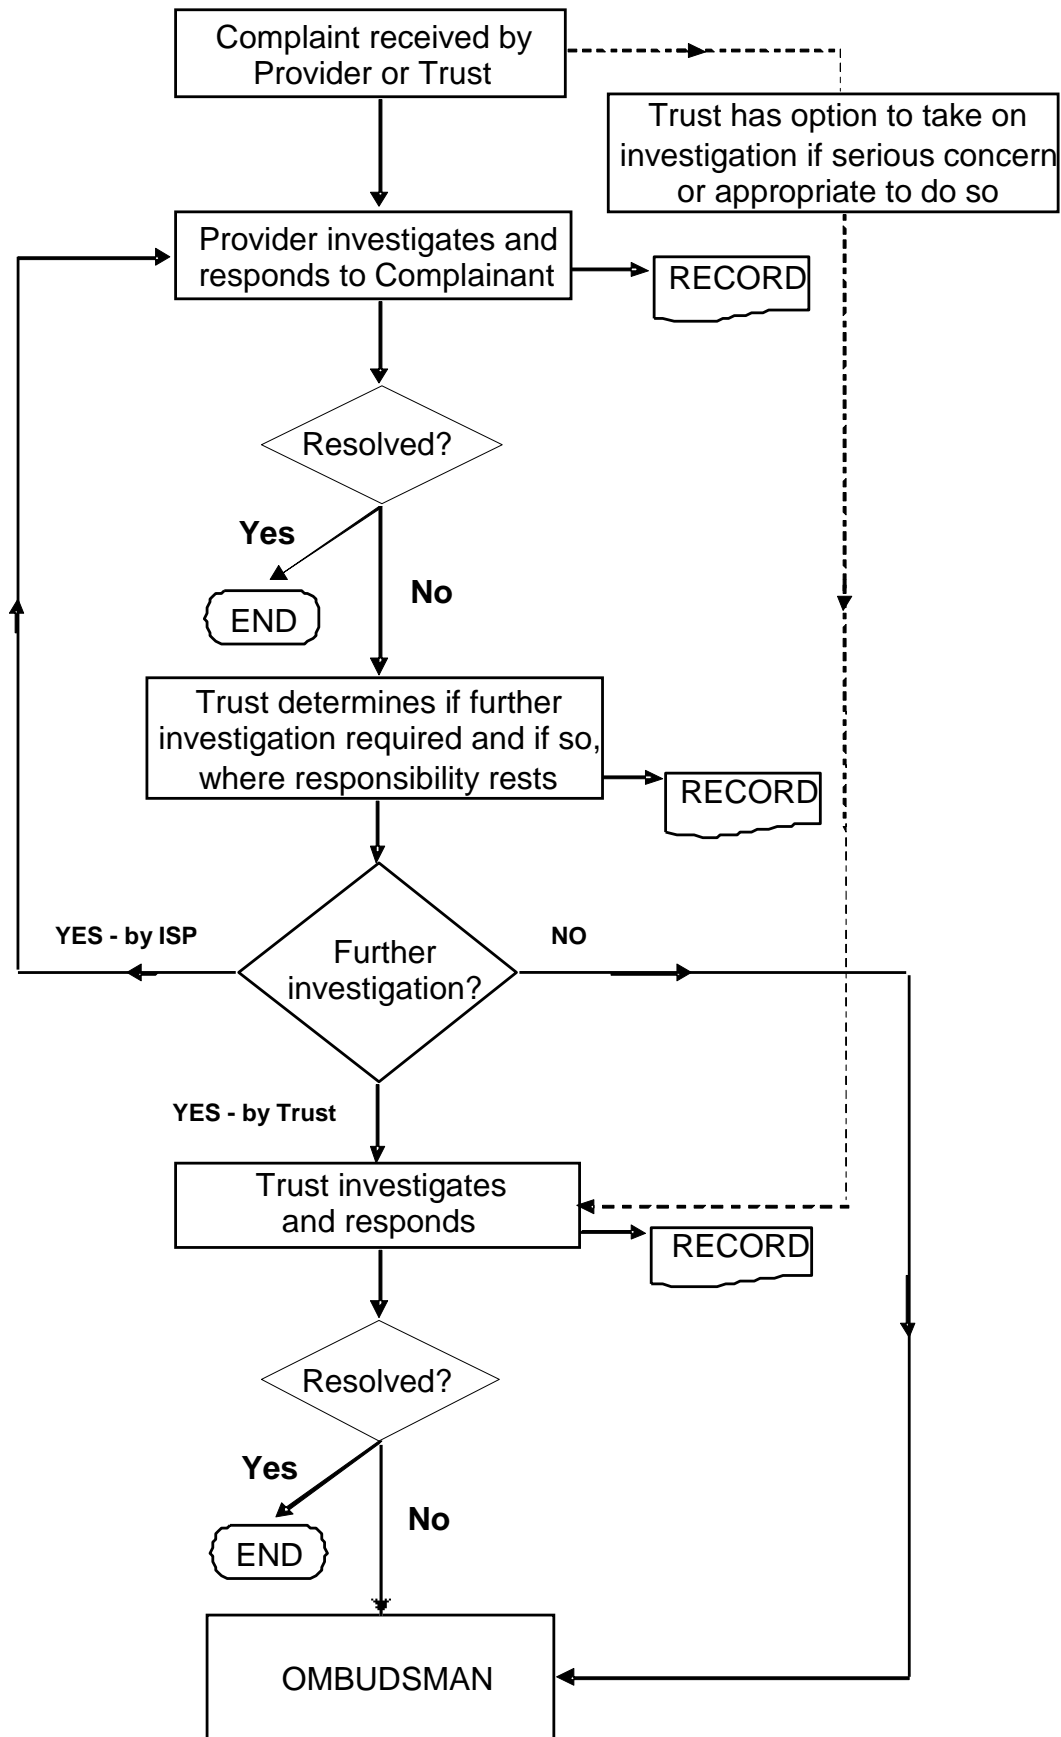 Complaint received by
Provider or Trust
Trust has option to take on
investigation if serious concern
or appropriate to do so
Provider investigates and
responds to Complainant
RECORD
Resolved?
Yes
No
END
Trust determines if further
investigation required and if so,
where responsibility rests
RECORD
YES - by ISP
NO
Further
investigation?
YES - by Trust
Trust investigates
and responds
RECORD
Resolved?
Yes
No
END
OMBUDSMAN